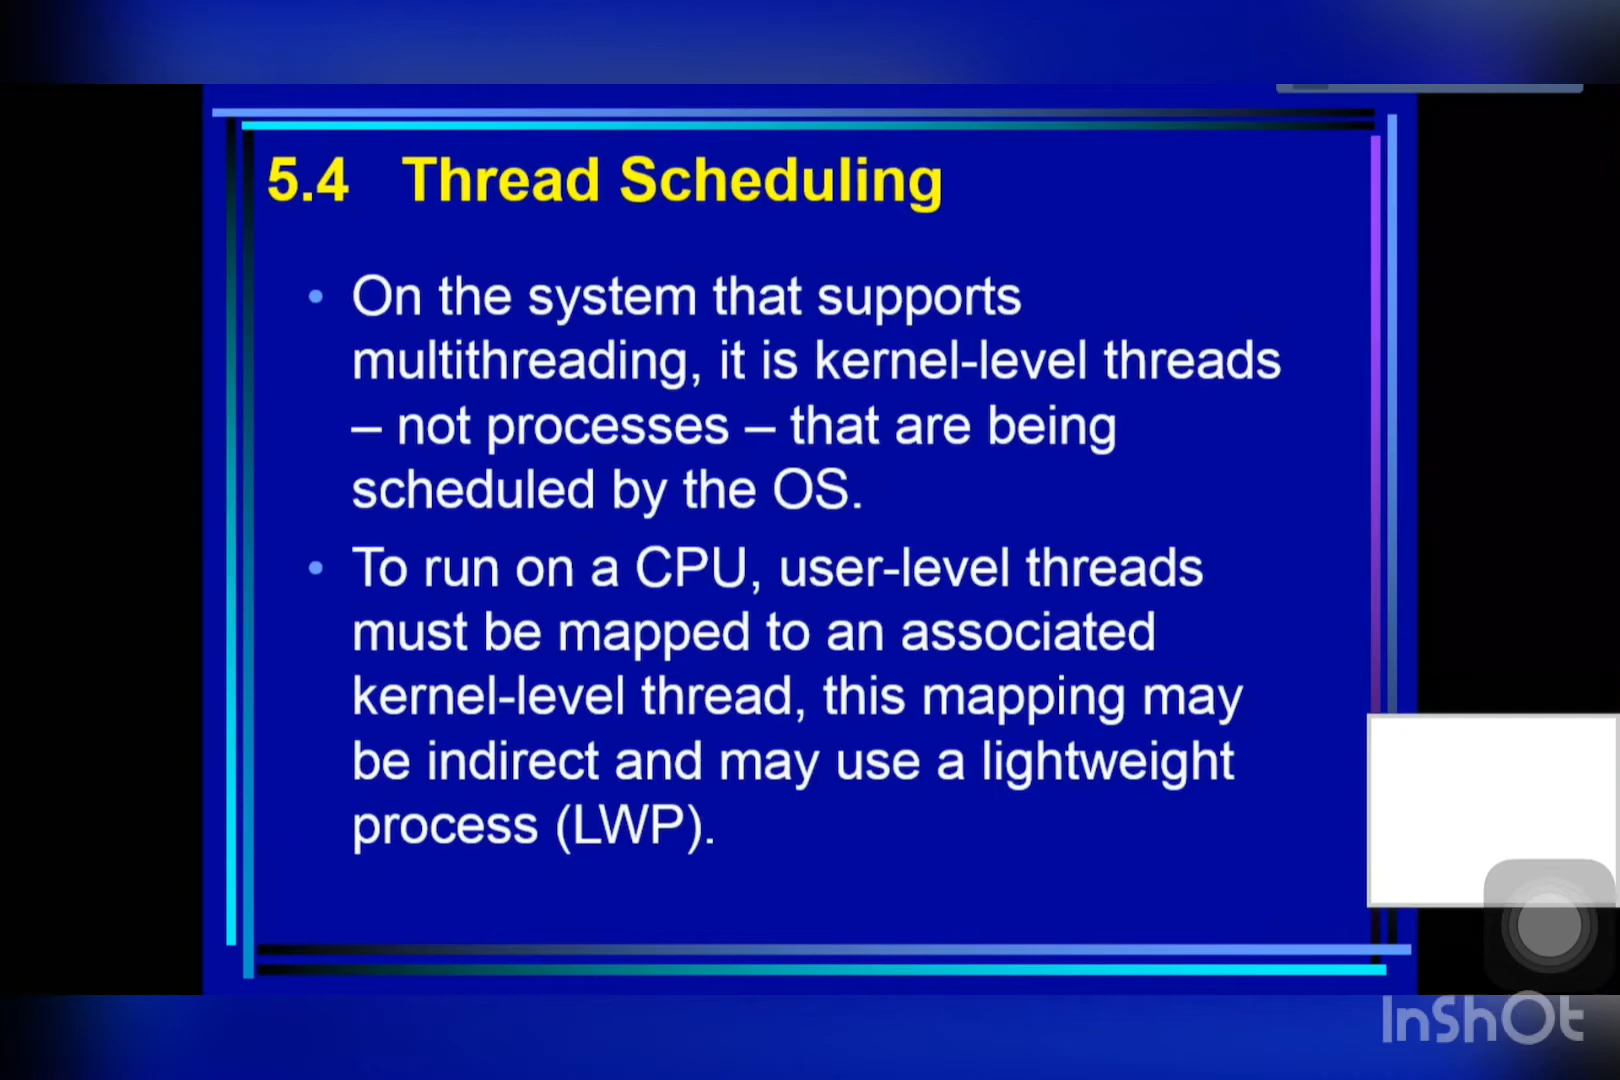 5.4 Thread Scheduling
• On the system that supports
multithreading, it is kernel-level threads
– not processes – that are being
scheduled by the OS.
• To run on a CPU, user-level threads
must be mapped to an associated
kernel-level thread, this mapping may
be indirect and may use a lightweight
process (LWP).
InShOt